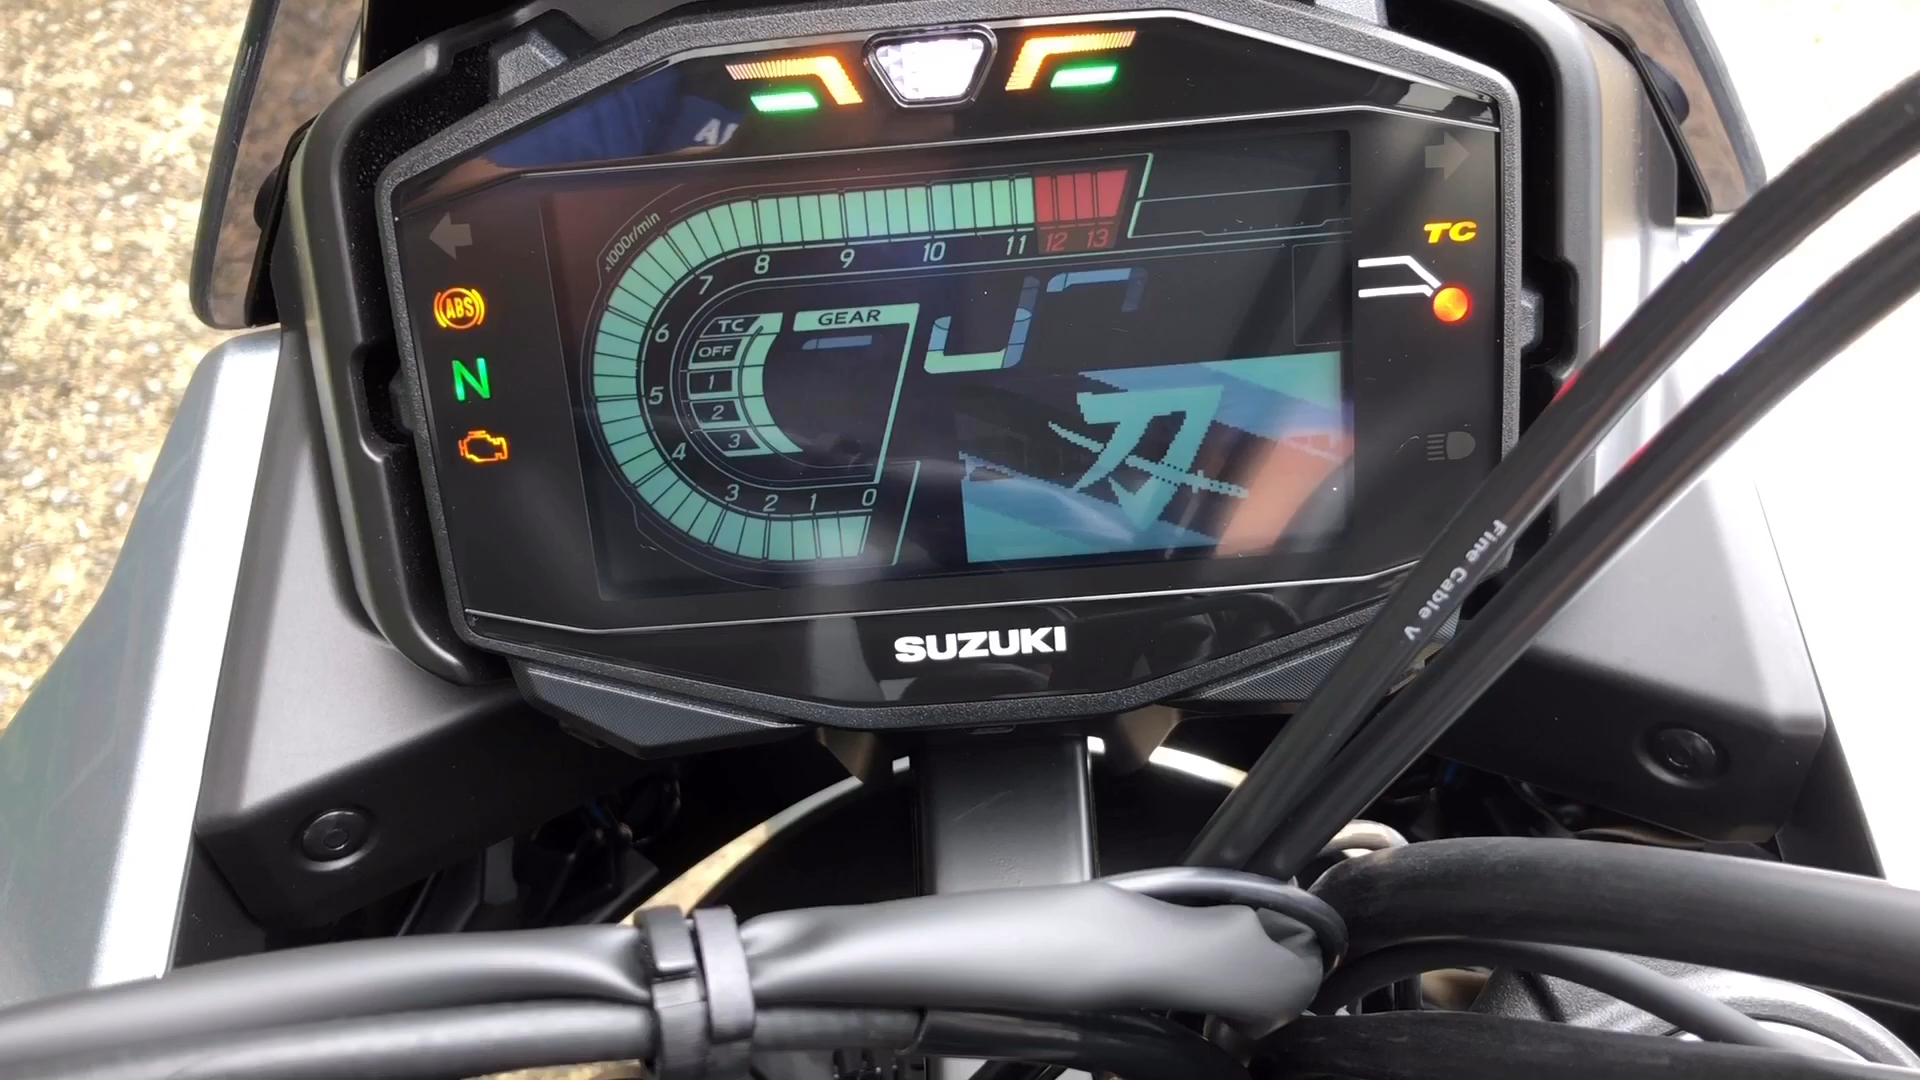 x1000r/min
7 8 9 10 11 12 13
6
5
4
3 2 1 0
TC
OFF
1
2
3
GEAR
刀
ABS
N
TC
SUZUKI
Fine Cable V